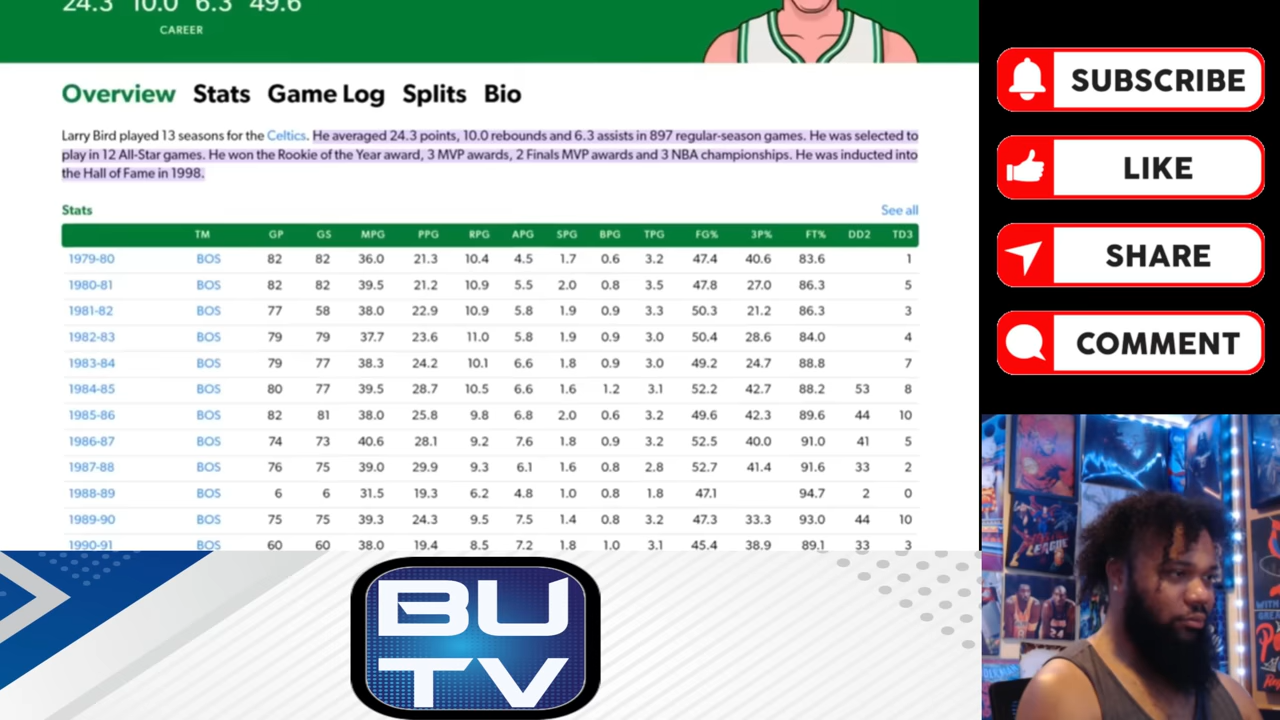 24.3 10.0 6.3 49.6
CAREER
Overview Stats Game Log Splits Bio
Larry Bird played 13 seasons for the Celtics. He averaged 24.3 points, 10.0 rebounds and 6.3 assists in 897 regular-season games. He was selected to
play in 12 All-Star games. He won the Rookie of the Year award, 3 MVP awards, 2 Finals MVP awards and 3 NBA championships. He was inducted into
the Hall of Fame in 1998.
Stats See all
TM GP GS MPG PPG RPG APG SPG BPG TPG FG% 3P% FT% DD2 TD3
1979-80 BOS 82 82 36.0 21.3 10.4 4.5 1.7 0.6 3.2 47.4 40.6 83.6 1
1980-81 BOS 82 82 39.5 21.2 10.9 5.5 2.0 0.8 3.5 47.8 27.0 86.3 5
1981-82 BOS 77 58 38.0 22.9 10.9 5.8 1.9 0.9 3.3 50.3 21.2 86.3 3
1982-83 BOS 79 79 37.7 23.6 11.0 5.8 1.9 0.9 3.0 50.4 28.6 84.0 4
1983-84 BOS 79 77 38.3 24.2 10.1 6.6 1.8 0.9 3.0 49.2 24.7 88.8 7
1984-85 BOS 80 77 39.5 28.7 10.5 6.6 1.6 1.2 3.1 52.2 42.7 88.2 53 8
1985-86 BOS 82 81 38.0 25.8 9.8 6.8 2.0 0.6 3.2 49.6 42.3 89.6 44 10
1986-87 BOS 74 73 40.6 28.1 9.2 7.6 1.8 0.9 3.2 52.5 40.0 91.0 41 5
1987-88 BOS 76 75 39.0 29.9 9.3 6.1 1.6 0.8 2.8 52.7 41.4 91.6 33 2
1988-89 BOS 6 6 31.5 19.3 6.2 4.8 1.0 0.8 1.8 47.1 94.7 2 0
1989-90 BOS 75 75 39.3 24.3 9.5 7.5 1.4 0.8 3.2 47.3 33.3 93.0 44 10
1990-91 BOS 60 60 38.0 19.4 8.5 7.2 1.8 1.0 3.1 45.4 38.9 89.1 33 3
BU
TV
SUBSCRIBE
LIKE
SHARE
COMMENT